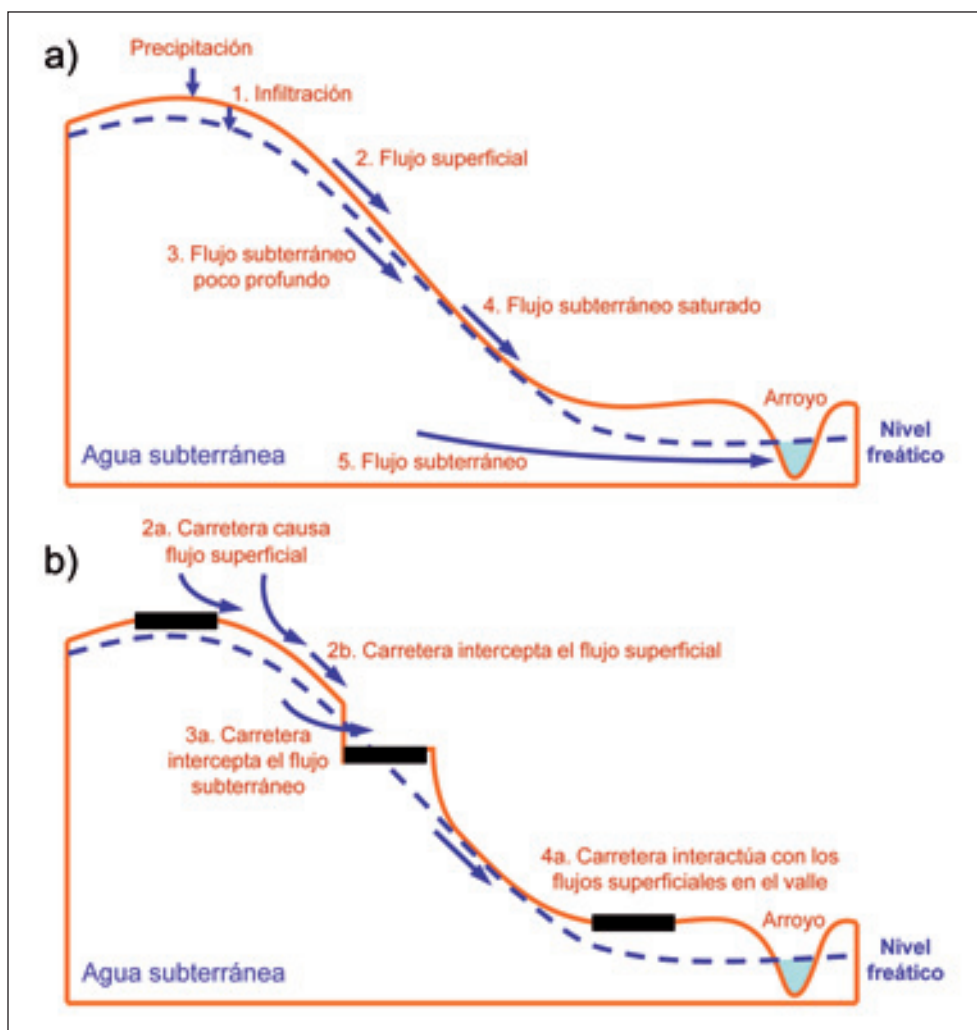 a)
Precipitación
1. Infiltración
2. Flujo superficial
3. Flujo subterráneo
poco profundo
4. Flujo subterráneo saturado
Arroyo
Nivel
freático
Agua subterránea
5. Flujo subterráneo
b)
2a. Carretera causa
flujo superficial
2b. Carretera intercepta el flujo superficial
3a. Carretera
intercepta el flujo
subterráneo
4a. Carretera interactúa con los
flujos superficiales en el valle
Arroyo
Nivel
freático
Agua subterránea